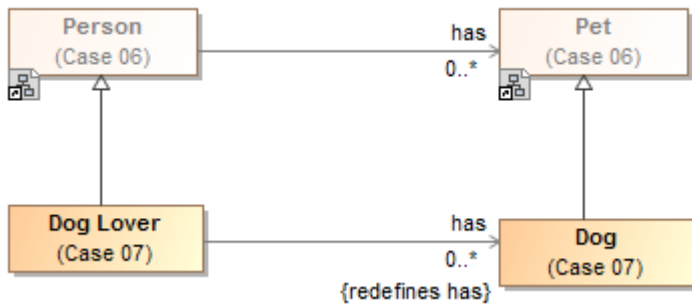 Person
(Case 06)
has
0..*
Pet
(Case 06)
Dog Lover
(Case 07)
has
0..*
{redefines has}
Dog
(Case 07)